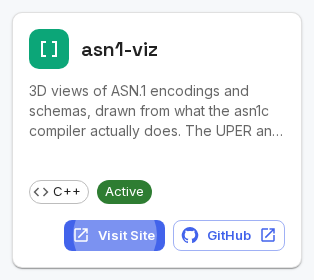 [] asn1-viz
3D views of ASN.1 encodings and
schemas, drawn from what the asn1c
compiler actually does. The UPER an...
<> C++ Active
Visit Site GitHub